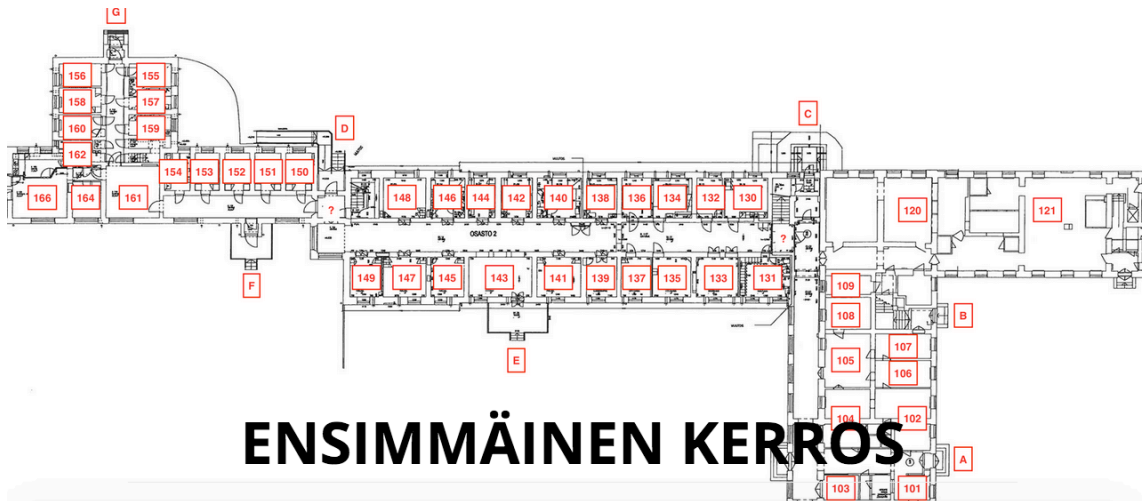 G
156 155
158 157
160 159
162
D
C
154 153 152 151 150
166 164 161
148 146 144 142 140 138 136 134 132 130
120 121
?
OSASTO 2
?
149 147 145 143 141 139 137 135 133 131
109
F
108
B
E
107
105
106
104 102
ENSIMMÄINEN KERROS
A
103 101